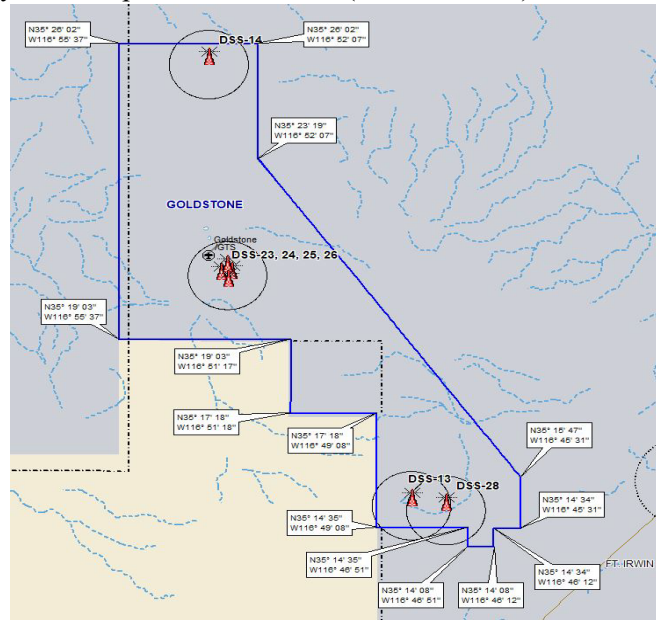 N35° 26' 02"
W116° 55' 37"
DSS-14
N35° 26' 02"
W116° 52' 07"
N35° 23' 19"
W116° 52' 07"
GOLDSTONE
Goldstone
/GTS
DSS-23, 24, 25, 26
N35° 19' 03"
W116° 55' 37"
N35° 19' 03"
W116° 51' 17"
N35° 17' 18"
W116° 51' 18"
N35° 17' 18"
W116° 49' 08"
N35° 15' 47"
W116° 45' 31"
DSS-13
DSS-28
N35° 14' 35"
W116° 49' 08"
N35° 14' 34"
W116° 45' 31"
N35° 14' 35"
W116° 46' 51"
N35° 14' 08"
W116° 46' 51"
N35° 14' 08"
W116° 46' 12"
N35° 14' 34"
W116° 46' 12"
FT. IRWIN